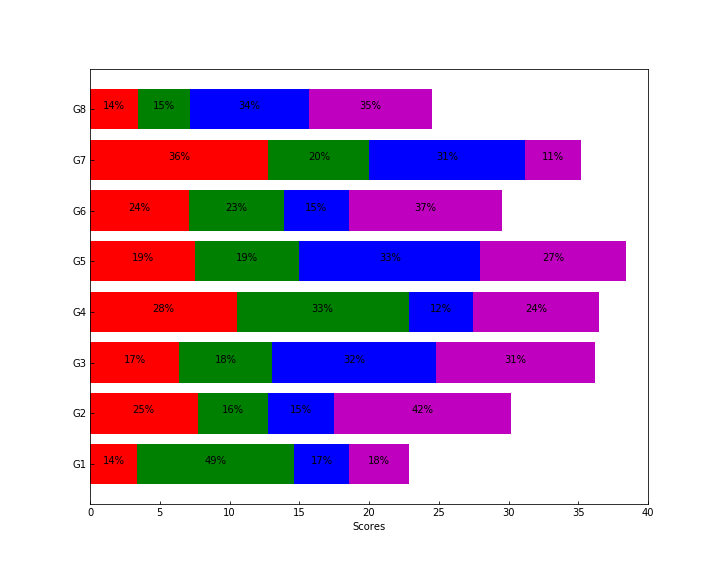 G8 14% 15% 34% 35%
G7 36% 20% 31% 11%
G6 24% 23% 15% 37%
G5 19% 19% 33% 27%
G4 28% 33% 12% 24%
G3 17% 18% 32% 31%
G2 25% 16% 15% 42%
G1 14% 49% 17% 18%
0 5 10 15 20 25 30 35 40
Scores